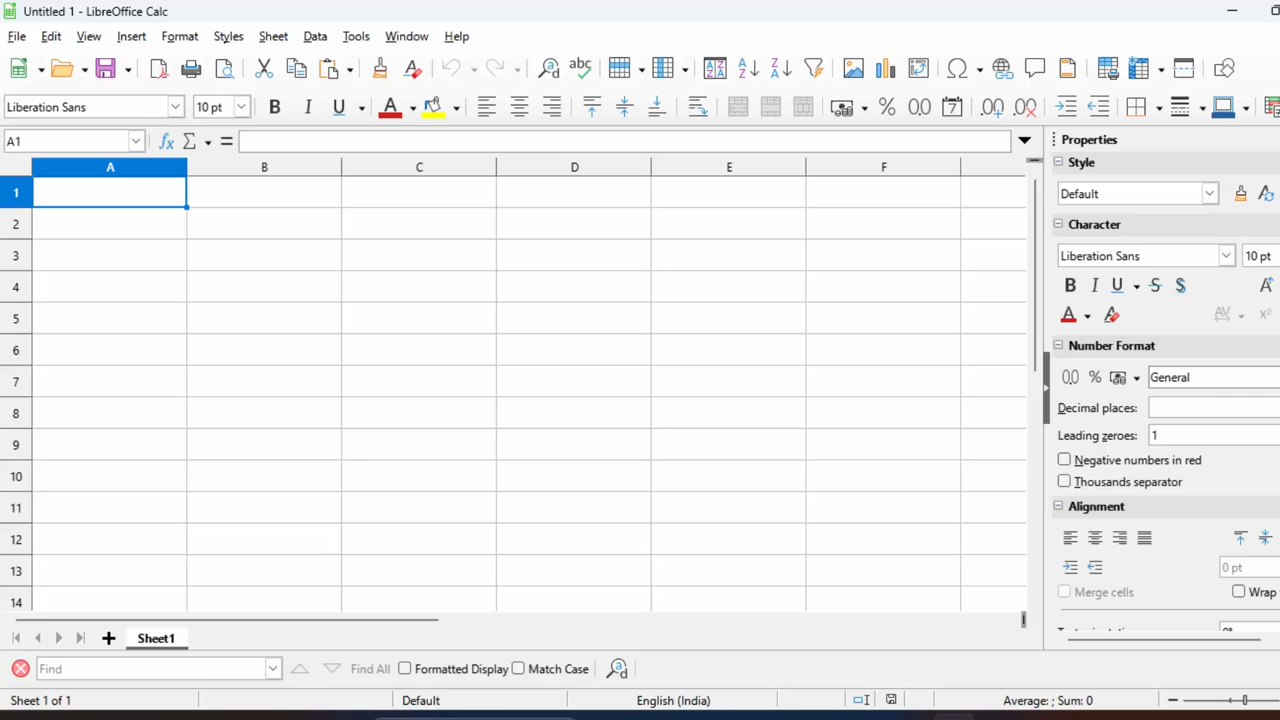 Untitled 1 - LibreOffice Calc
File Edit View Insert Format Styles Sheet Data Tools Window Help
Liberation Sans 10 pt
A1
A B C D E F
1
2
3
4
5
6
7
8
9
10
11
12
13
14
Properties
Style
Default
Character
Liberation Sans 10 pt
Number Format
General
Decimal places:
Leading zeroes: 1
Negative numbers in red
Thousands separator
Alignment
0 pt
Merge cells Wrap
Sheet1
Find Find All Formatted Display Match Case
Sheet 1 of 1 Default English (India) Average: ; Sum: 0